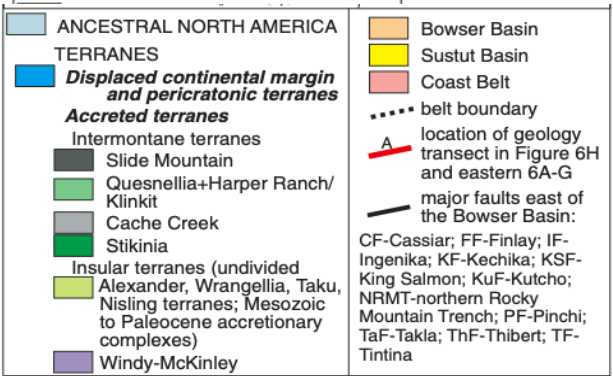 ANCESTRAL NORTH AMERICA
TERRANES
Displaced continental margin
and pericratonic terranes
Accreted terranes
Intermontane terranes
Slide Mountain
Quesnellia+Harper Ranch/
Klinkit
Cache Creek
Stikinia
Insular terranes (undivided
Alexander, Wrangellia, Taku,
Nisling terranes; Mesozoic
to Paleocene accretionary
complexes)
Windy-McKinley
Bowser Basin
Sustut Basin
Coast Belt
belt boundary
A
location of geology
transect in Figure 6H
and eastern 6A-G
major faults east of
the Bowser Basin:
CF-Cassiar; FF-Finlay; IF-
Ingenika; KF-Kechika; KSF-
King Salmon; KuF-Kutcho;
NRMT-northern Rocky
Mountain Trench; PF-Pinchi;
TaF-Takla; ThF-Thibert; TF-
Tintina